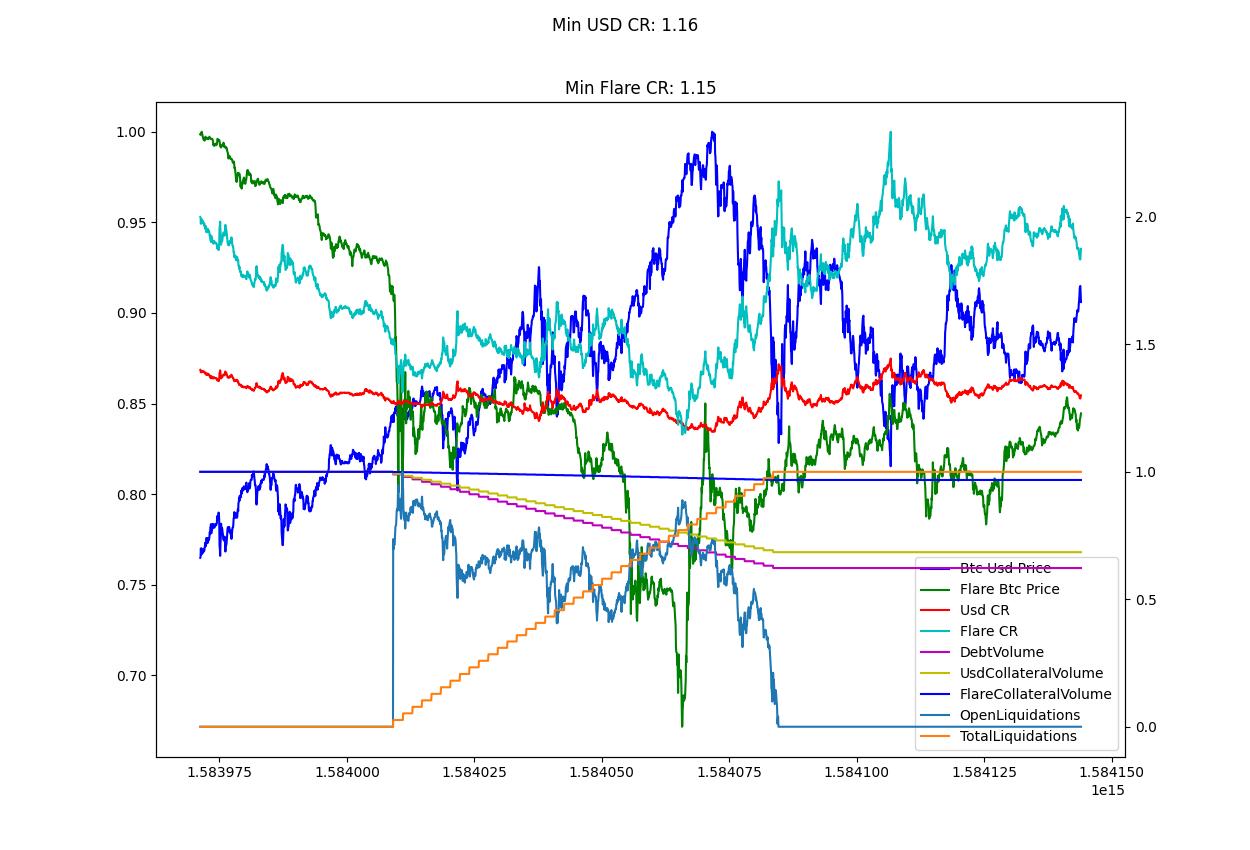 Min USD CR: 1.16
Min Flare CR: 1.15
1.00
0.95
0.90
0.85
0.80
0.75
0.70
2.0
1.5
1.0
0.5
0.0
Btc Usd Price
Flare Btc Price
Usd CR
Flare CR
DebtVolume
UsdCollateralVolume
FlareCollateralVolume
OpenLiquidations
TotalLiquidations
1.583975 1.584000 1.584025 1.584050 1.584075 1.584100 1.584125 1.584150
1e15